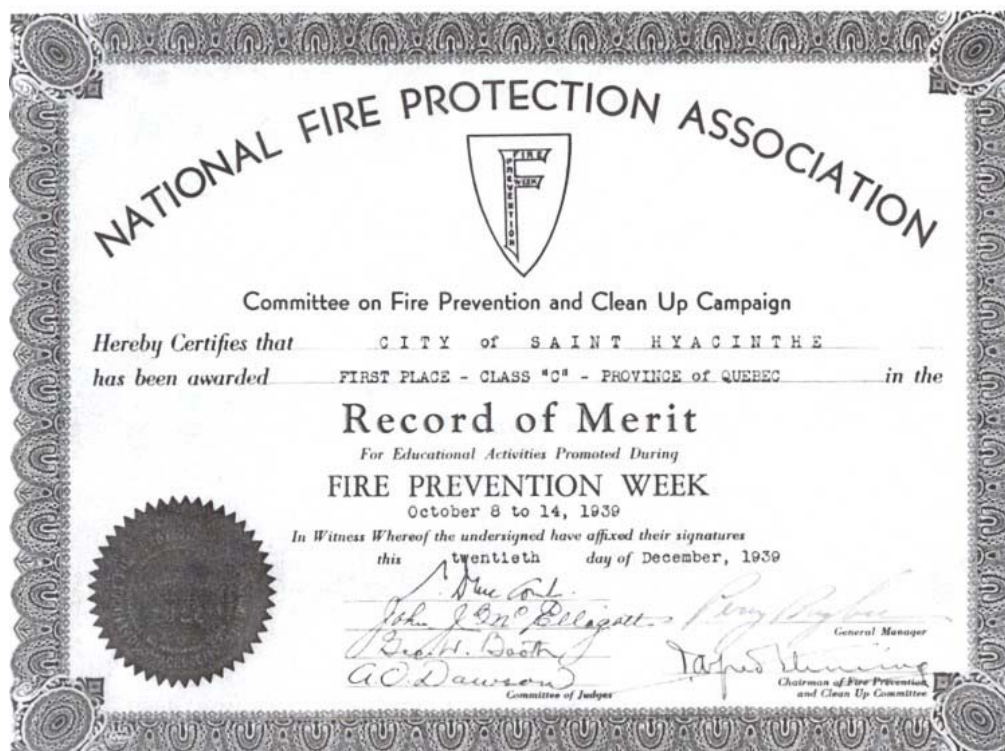 NATIONAL FIRE PROTECTION ASSOCIATION
FIRE
PREVENTION
WEEK
Committee on Fire Prevention and Clean Up Campaign
Hereby Certifies that CITY of SAINT HYACINTHE
has been awarded FIRST PLACE - CLASS "C" - PROVINCE of QUEBEC in the
Record of Merit
For Educational Activities Promoted During
FIRE PREVENTION WEEK
October 8 to 14, 1939
In Witness Whereof the undersigned have affixed their signatures
this twentieth day of December, 1939
John J. McElligott
Geo. W. Booth
General Manager
A. O. Dawson
Committee of Judges
Chairman of Fire Prevention
and Clean Up Committee